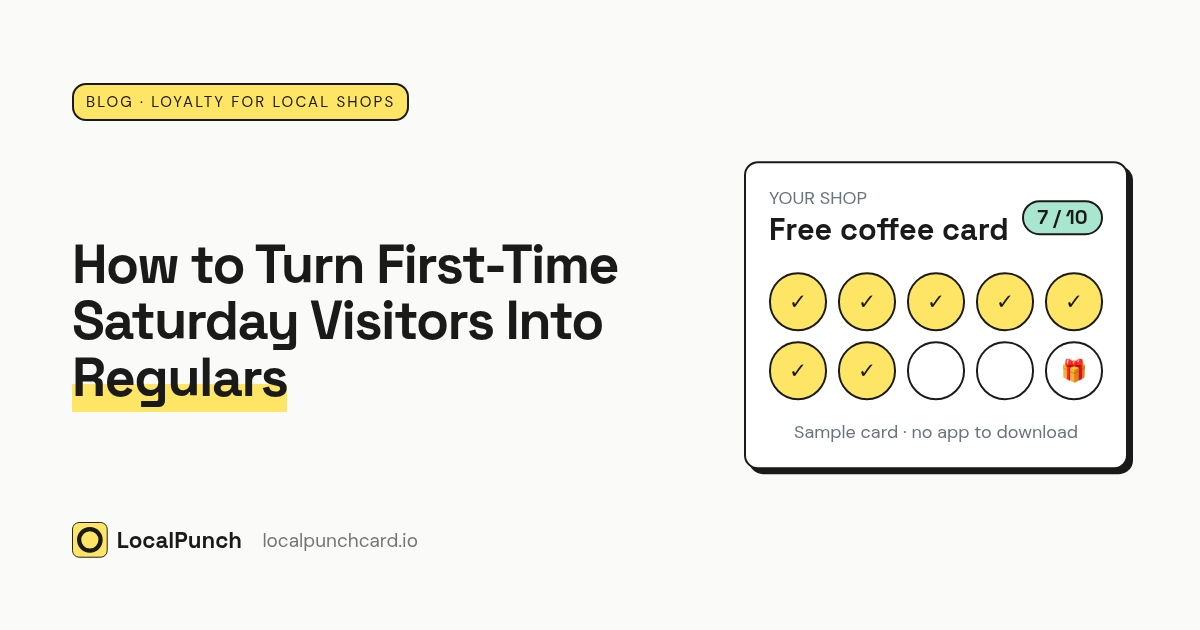 BLOG · LOYALTY FOR LOCAL SHOPS
How to Turn First-Time
Saturday Visitors Into
Regulars
LocalPunch localpunchcard.io
YOUR SHOP
Free coffee card
7 / 10
✓ ✓ ✓ ✓ ✓
✓ ✓
Sample card · no app to download